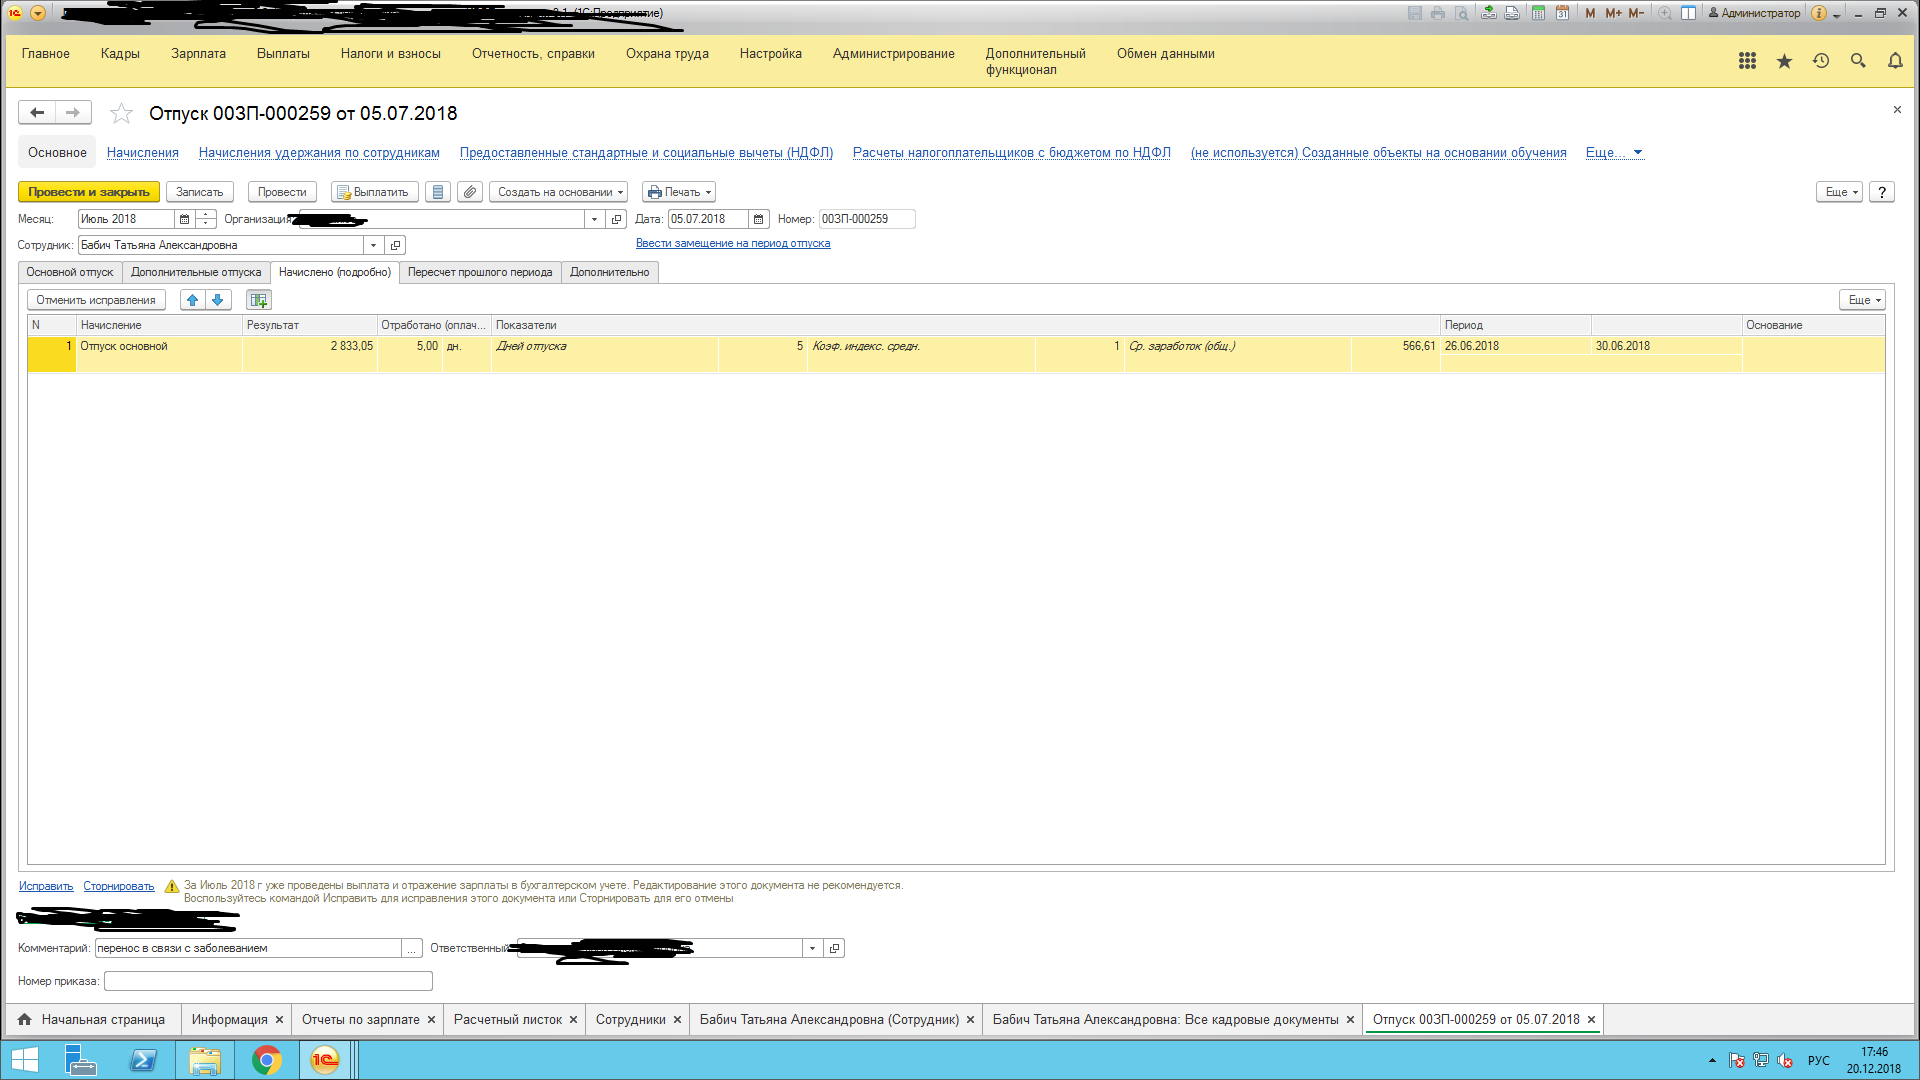 (1С:Предприятие)
M M+ M- Администратор
Главное Кадры Зарплата Выплаты Налоги и взносы Отчетность, справки Охрана труда Настройка Администрирование Дополнительный функционал Обмен данными
Отпуск 00ЗП-000259 от 05.07.2018
Основное Начисления Начисления удержания по сотрудникам Предоставленные стандартные и социальные вычеты (НДФЛ) Расчеты налогоплательщиков с бюджетом по НДФЛ (не используется) Созданные объекты на основании обучения Еще...
Провести и закрыть Записать Провести Выплатить Создать на основании Печать Еще ?
Месяц: Июль 2018 Организация Дата: 05.07.2018 Номер: 00ЗП-000259
Сотрудник: Бабич Татьяна Александровна Ввести замещение на период отпуска
Основной отпуск Дополнительные отпуска Начислено (подробно) Пересчет прошлого периода Дополнительно
Отменить исправления Еще
N Начисление Результат Отработано (оплач... Показатели Период Основание
1 Отпуск основной 2 833,05 5,00 дн. Дней отпуска 5 Коэф. индекс. средн. 1 Ср. заработок (общ.) 566,61 26.06.2018 30.06.2018
Исправить Сторнировать За Июль 2018 г уже проведены выплата и отражение зарплаты в бухгалтерском учете. Редактирование этого документа не рекомендуется.
Воспользуйтесь командой Исправить для исправления этого документа или Сторнировать для его отмены
Комментарий: перенос в связи с заболеванием ... Ответственный
Номер приказа:
Начальная страница Информация Отчеты по зарплате Расчетный листок Сотрудники Бабич Татьяна Александровна (Сотрудник) Бабич Татьяна Александровна: Все кадровые документы Отпуск 00ЗП-000259 от 05.07.2018
РУС 17:46
20.12.2018